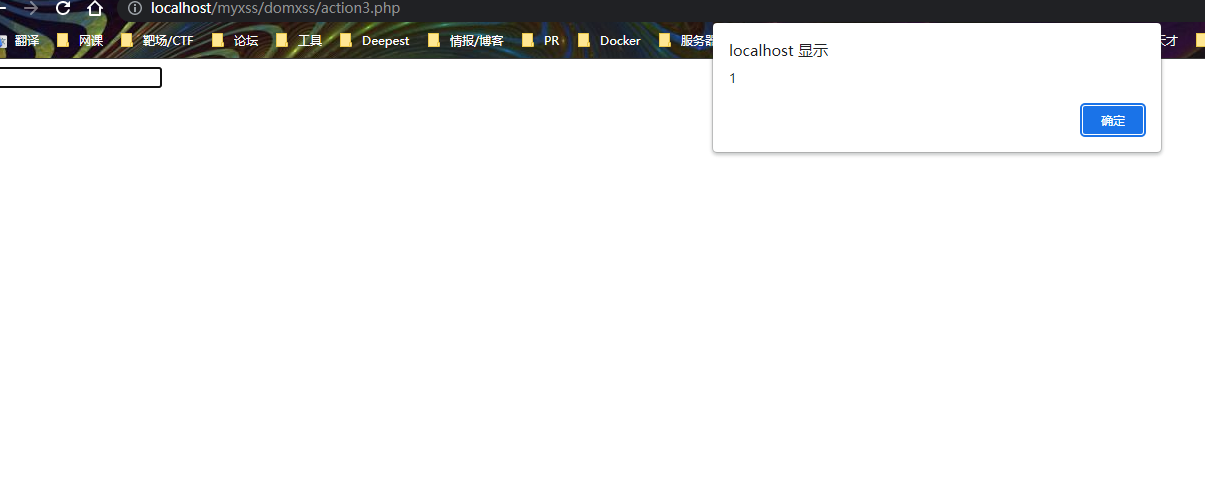 localhost/myxss/domxss/action3.php
翻译 网课 靶场/CTF 论坛 工具 Deepest 情报/博客 PR Docker 服务器 天才
localhost 显示
1
确定